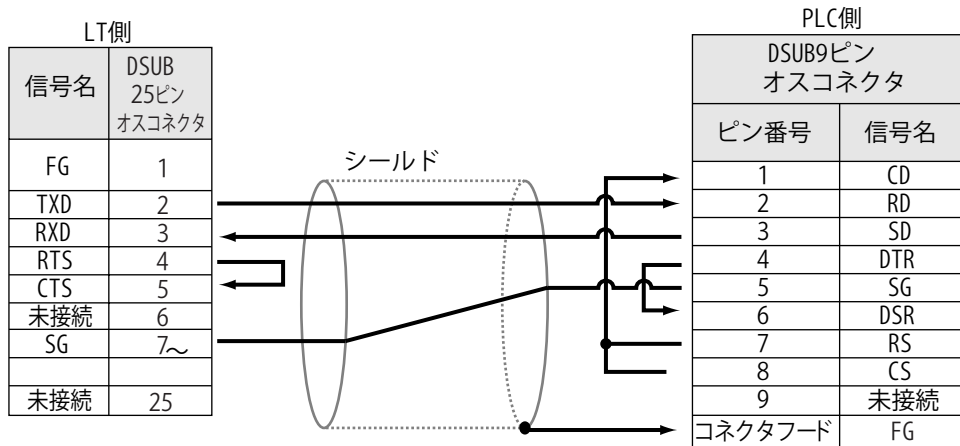 LT側
信号名 DSUB
25ピン
オスコネクタ
FG 1
TXD 2
RXD 3
RTS 4
CTS 5
未接続 6
SG 7～
未接続 25
シールド
PLC側
DSUB9ピン
オスコネクタ
ピン番号 信号名
1 CD
2 RD
3 SD
4 DTR
5 SG
6 DSR
7 RS
8 CS
9 未接続
コネクタフード FG